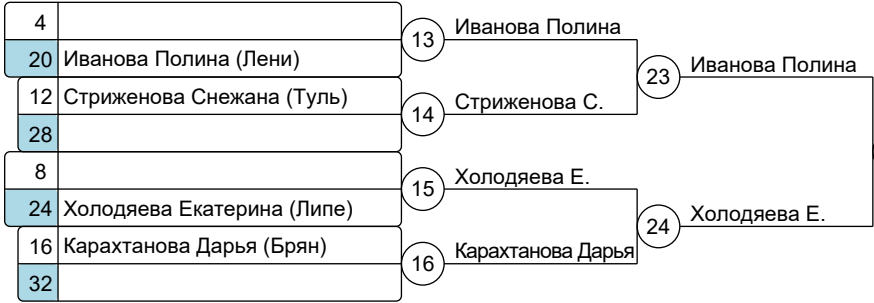 4
13 Иванова Полина
20 Иванова Полина (Лени)
23 Иванова Полина
12 Стриженова Снежана (Туль)
14 Стриженова С.
28
8
15 Холодяева Е.
24 Холодяева Екатерина (Липе)
24 Холодяева Е.
16 Карахтанова Дарья (Брян)
16 Карахтанова Дарья
32